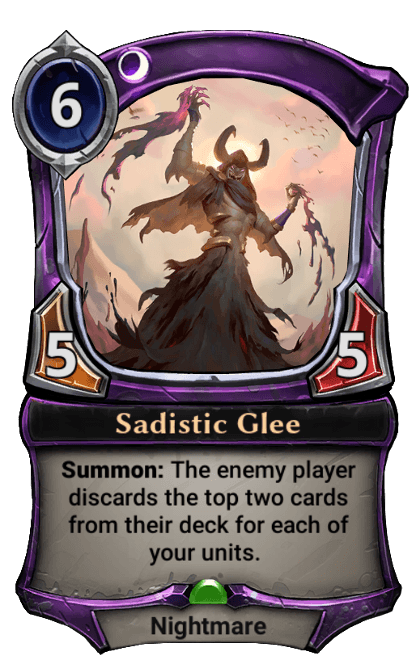 6
5
5
Sadistic Glee
Summon: The enemy player
discards the top two cards
from their deck for each of
your units.
Nightmare